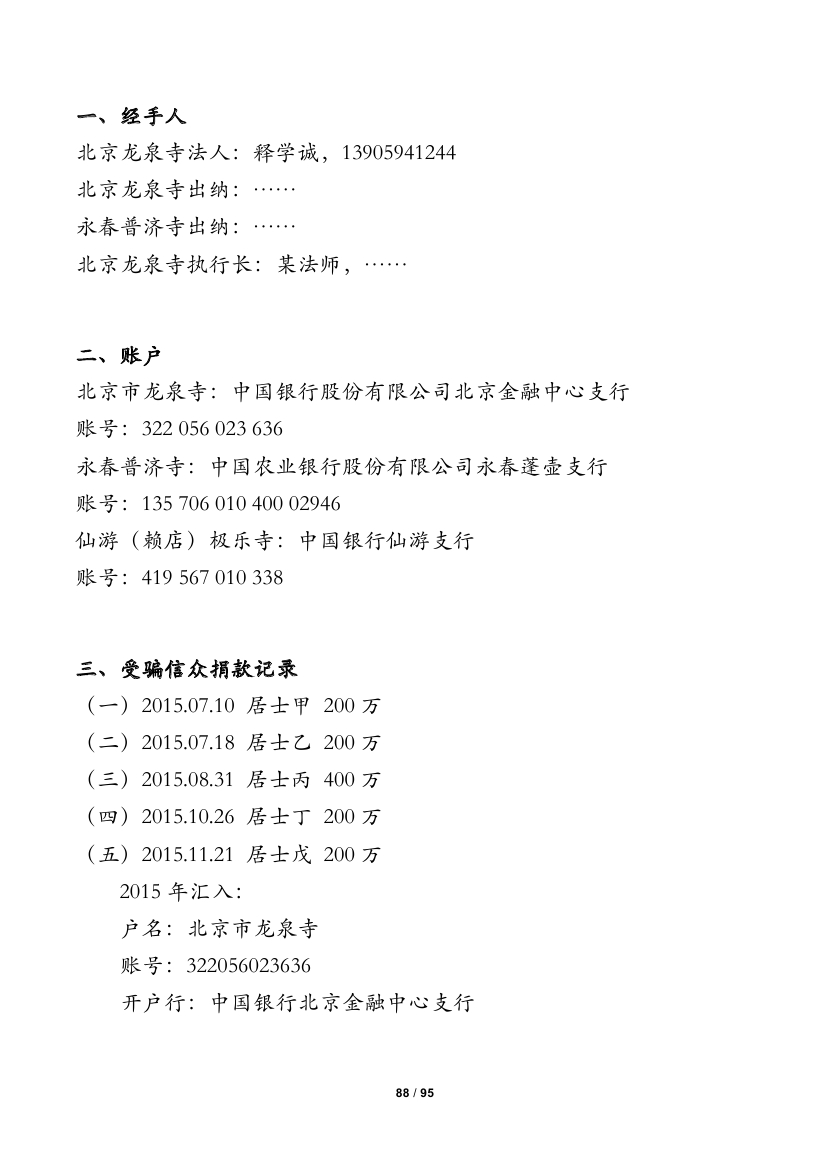 一、经手人
北京龙泉寺法人：释学诚，13905941244
北京龙泉寺出纳：……
永春普济寺出纳：……
北京龙泉寺执行长：某法师，……
二、账户
北京市龙泉寺：中国银行股份有限公司北京金融中心支行
账号：322 056 023 636
永春普济寺：中国农业银行股份有限公司永春蓬壶支行
账号：135 706 010 400 02946
仙游（赖店）极乐寺：中国银行仙游支行
账号：419 567 010 338
三、受骗信众捐款记录
（一）2015.07.10 居士甲 200 万
（二）2015.07.18 居士乙 200 万
（三）2015.08.31 居士丙 400 万
（四）2015.10.26 居士丁 200 万
（五）2015.11.21 居士戊 200 万
2015 年汇入：
户名：北京市龙泉寺
账号：322056023636
开户行：中国银行北京金融中心支行
88 / 95